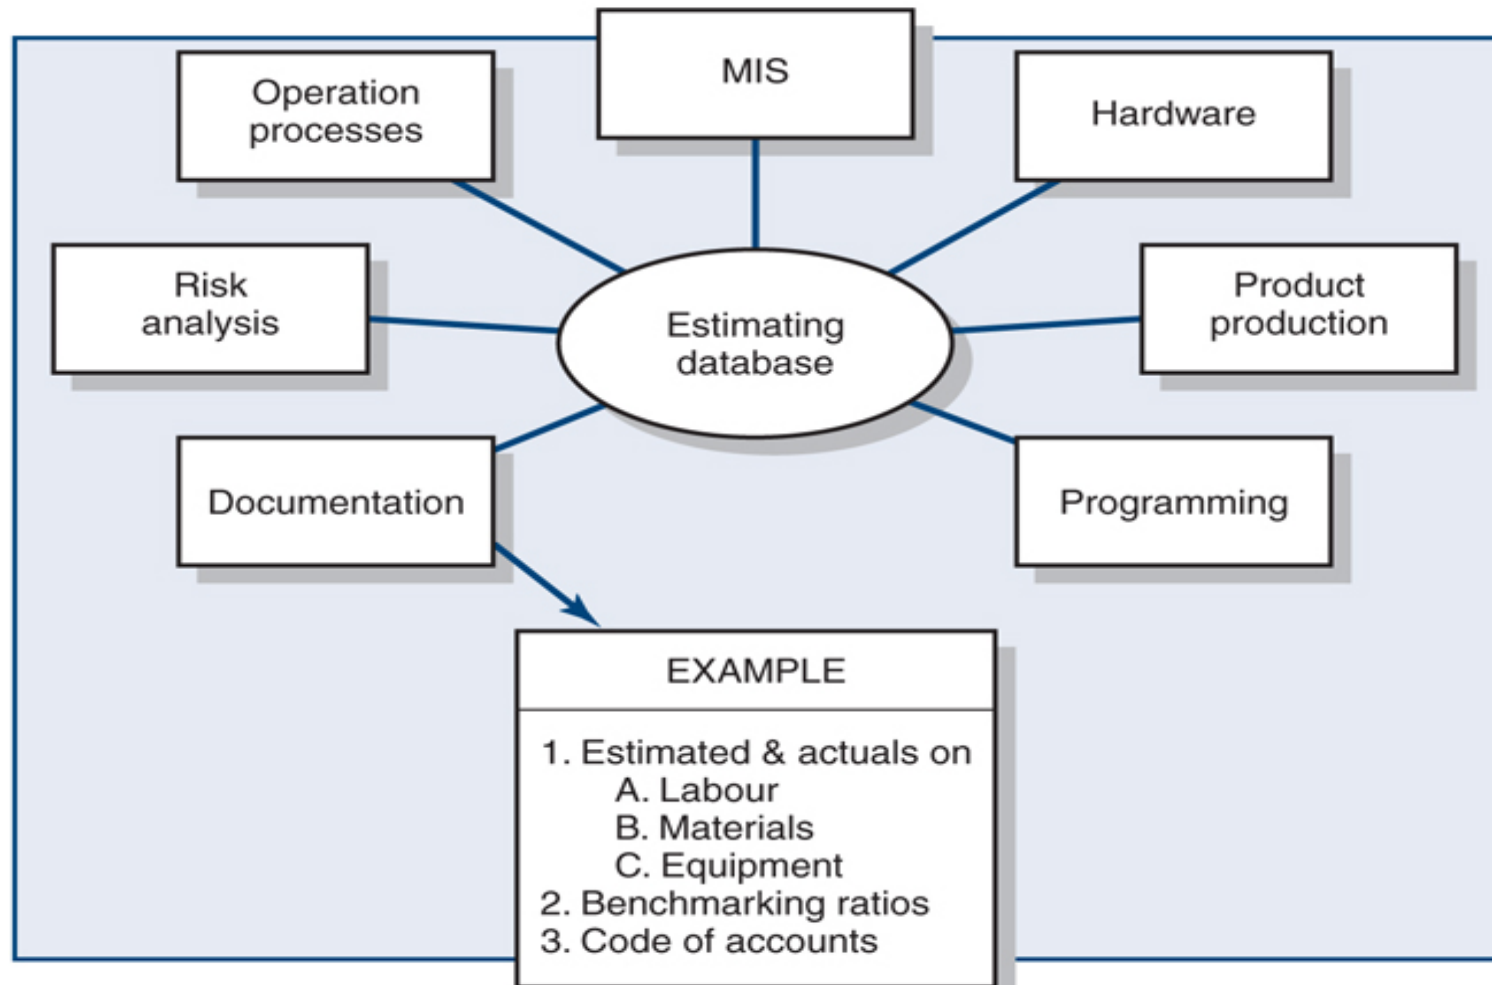 MIS
Operation
processes
Hardware
Risk
analysis
Estimating
database
Product
production
Documentation
Programming
EXAMPLE
1. Estimated & actuals on
A. Labour
B. Materials
C. Equipment
2. Benchmarking ratios
3. Code of accounts